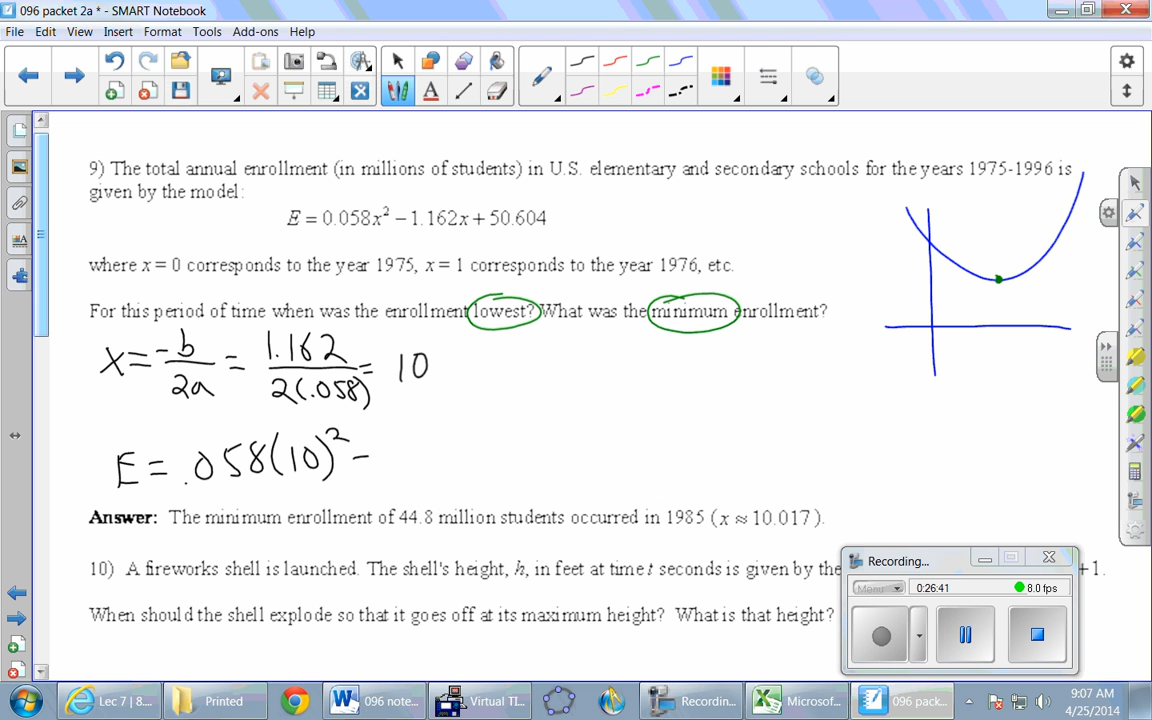 096 packet 2a * - SMART Notebook
File Edit View Insert Format Tools Add-ons Help
9) The total annual enrollment (in millions of students) in U.S. elementary and secondary schools for the years 1975-1996 is
given by the model:
E = 0.058x² − 1.162x + 50.604
where x = 0 corresponds to the year 1975, x = 1 corresponds to the year 1976, etc.
For this period of time when was the enrollment lowest? What was the minimum enrollment?
x = -b/2a = 1.162/2(.058) = 10
E = .058(10)² -
Answer: The minimum enrollment of 44.8 million students occurred in 1985 (x ≈ 10.017).
10) A fireworks shell is launched. The shell's height, h, in feet at time t seconds is given by the +1.
When should the shell explode so that it goes off at its maximum height? What is that height?
Recording...
Menu 0:26:41 8.0 fps
Lec 7 | 8.... Printed 096 note... Virtual TI... Recordin... Microsof... 096 pac... 9:07 AM
4/25/2014